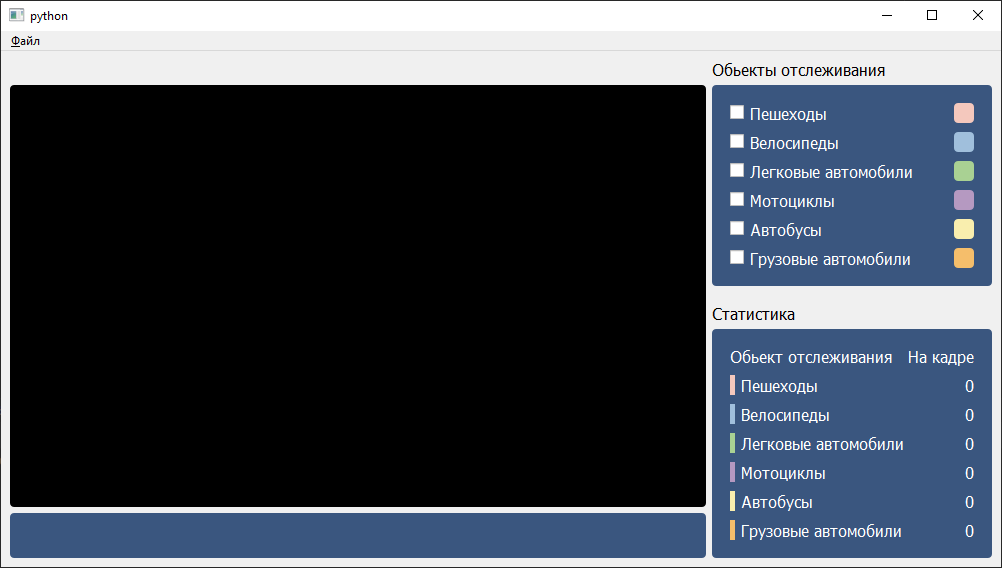 python
Файл
Обьекты отслеживания
Пешеходы
Велосипеды
Легковые автомобили
Мотоциклы
Автобусы
Грузовые автомобили
Статистика
Обьект отслеживания На кадре
Пешеходы 0
Велосипеды 0
Легковые автомобили 0
Мотоциклы 0
Автобусы 0
Грузовые автомобили 0